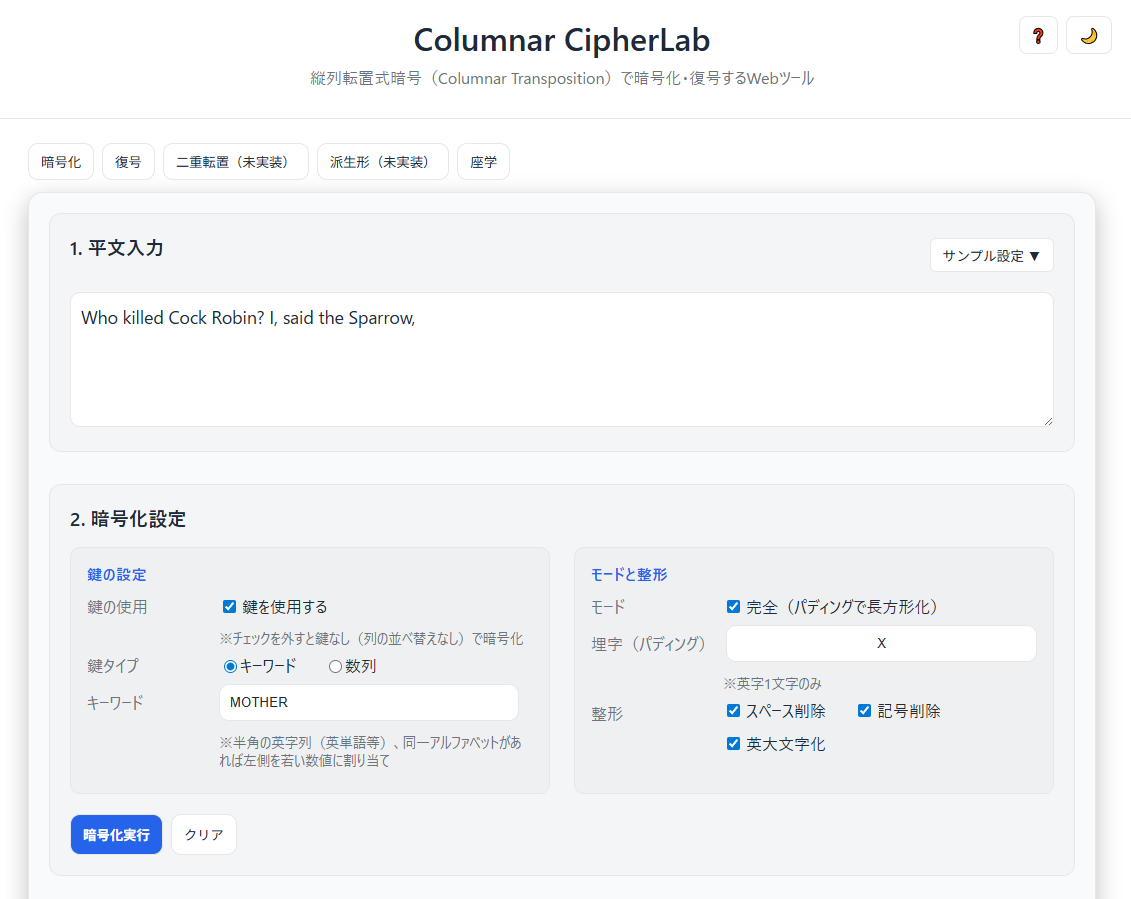 Columnar CipherLab
縦列転置式暗号（Columnar Transposition）で暗号化・復号するWebツール
暗号化
復号
二重転置（未実装）
派生形（未実装）
座学
1. 平文入力
サンプル設定 ▼
Who killed Cock Robin? I, said the Sparrow,
2. 暗号化設定
鍵の設定
鍵の使用
鍵を使用する
※チェックを外すと鍵なし（列の並べ替えなし）で暗号化
鍵タイプ
キーワード
数列
キーワード
MOTHER
※半角の英字列（英単語等）、同一アルファベットがあ
れば左側を若い数値に割り当て
モードと整形
モード
完全（パディングで長方形化）
埋字（パディング）
X
※英字1文字のみ
整形
スペース削除
記号削除
英大文字化
暗号化実行
クリア